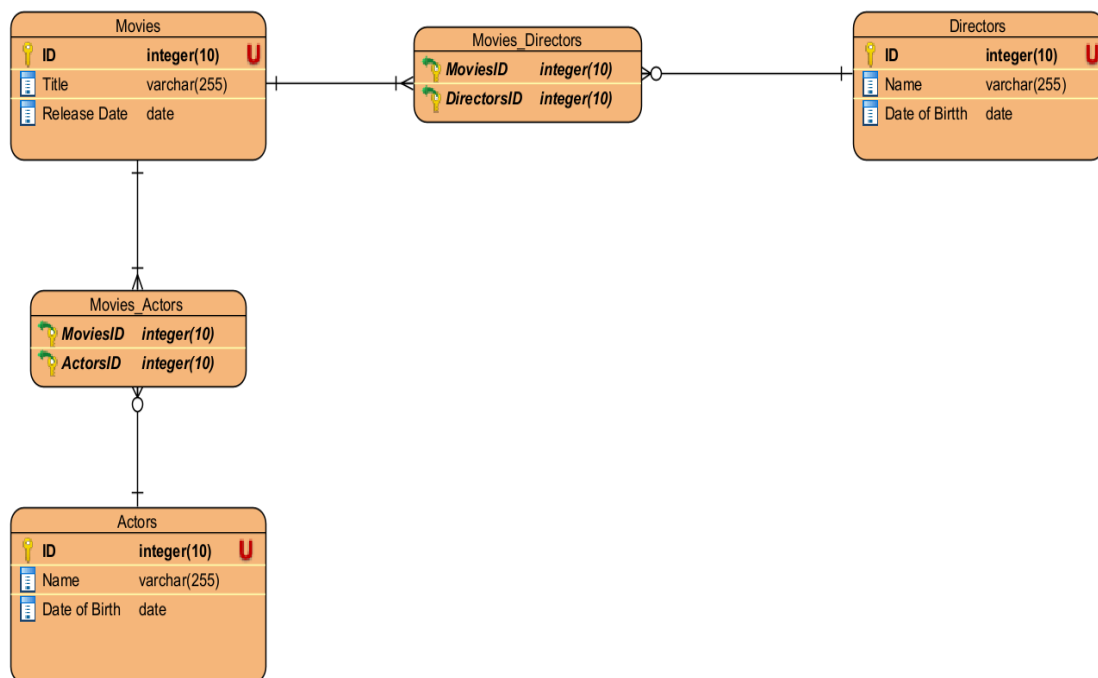 Movies
ID integer(10) U
Title varchar(255)
Release Date date
Movies_Directors
MoviesID integer(10)
DirectorsID integer(10)
Directors
ID integer(10) U
Name varchar(255)
Date of Birtth date
Movies_Actors
MoviesID integer(10)
ActorsID integer(10)
Actors
ID integer(10) U
Name varchar(255)
Date of Birth date